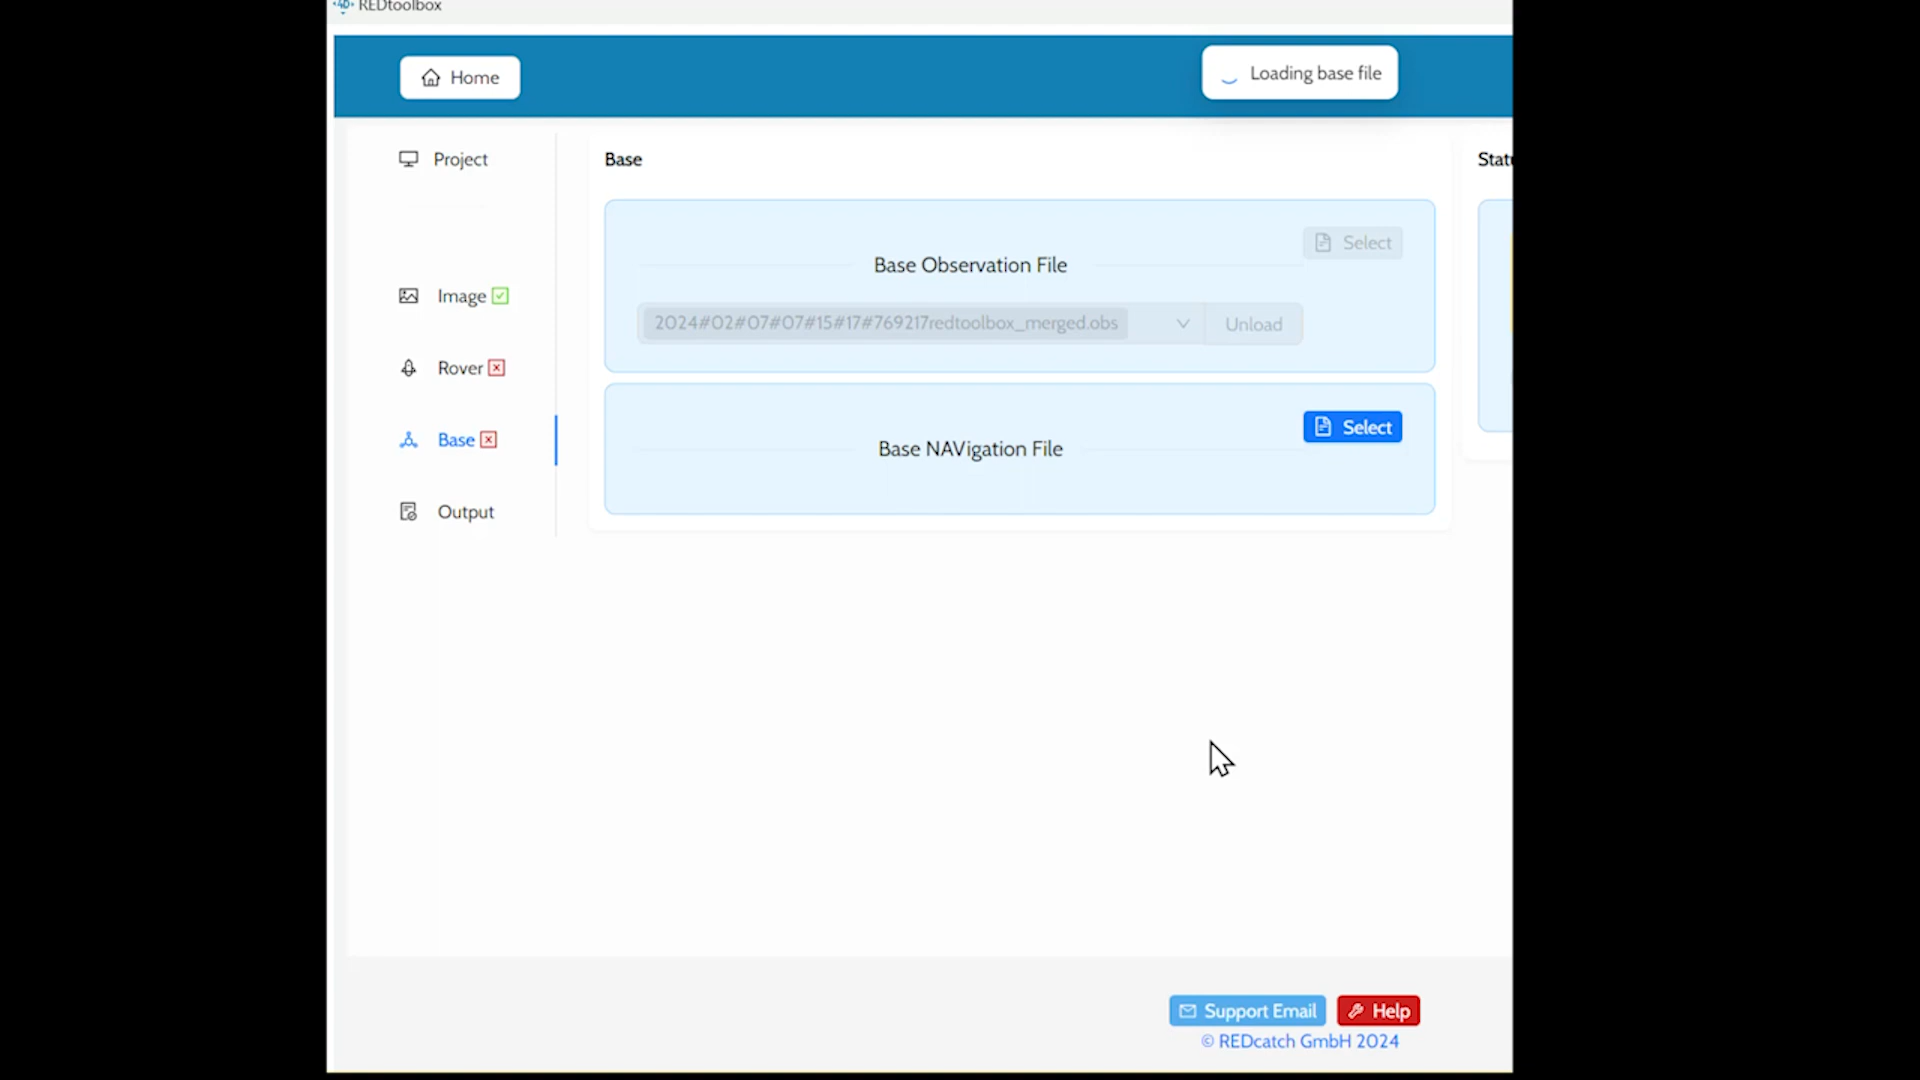 REDtoolbox
Home
Loading base file
Project
Image
Rover
Base
Output
Base
Select
Base Observation File
2024#02#07#07#15#17#769217redtoolbox_merged.obs
Unload
Select
Base NAVigation File
Statu
Support Email
Help
© REDcatch GmbH 2024